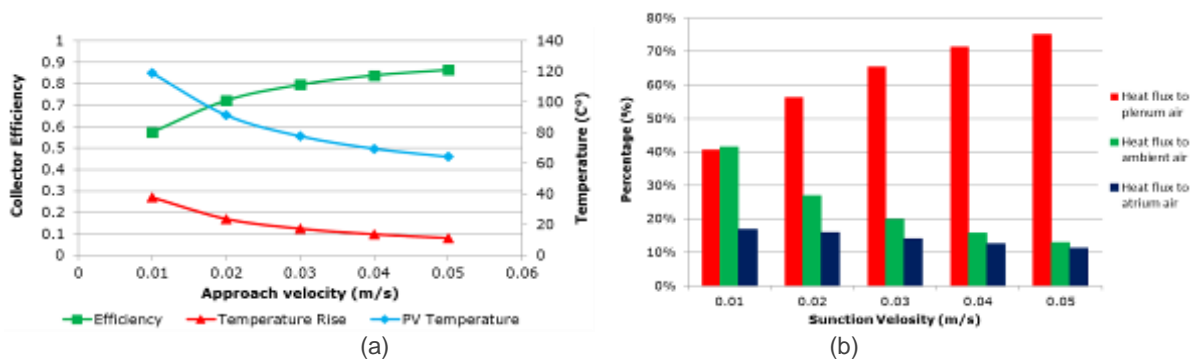 1
0.9
0.8
0.7
0.6
0.5
0.4
0.3
0.2
0.1
0
Collector Efficiency
140
120
100
80
60
40
20
0
Temperature (C°)
0 0.01 0.02 0.03 0.04 0.05 0.06
Approach velocity (m/s)
Efficiency Temperature Rise PV Temperature
(a)
80%
70%
60%
50%
40%
30%
20%
10%
0%
Percentage (%)
0.01 0.02 0.03 0.04 0.05
Sunction Velosity (m/s)
Heat flux to
plenum air
Heat flux to
ambient air
Heat flux to
atrium air
(b)